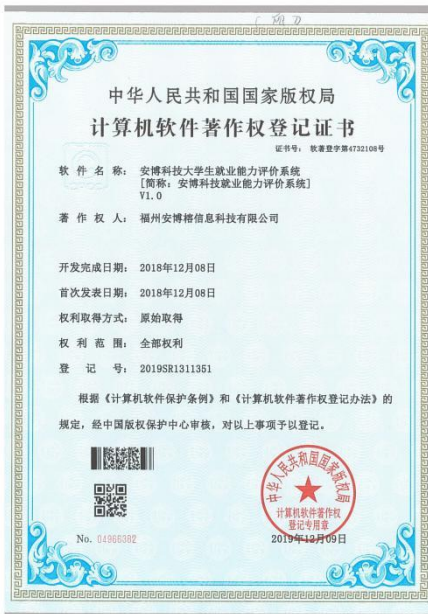 中华人民共和国国家版权局
计算机软件著作权登记证书
证书号： 软著登字第4732108号
软件名称： 安博科技大学生就业能力评价系统
[简称：安博科技就业能力评价系统]
V1.0
著作权人： 福州安博榕信息科技有限公司
开发完成日期： 2018年12月08日
首次发表日期： 2018年12月08日
权利取得方式： 原始取得
权利范围： 全部权利
登记号： 2019SR1311351
根据《计算机软件保护条例》和《计算机软件著作权登记办法》的
规定，经中国版权保护中心审核，对以上事项予以登记。
中华人民共和国国家版权局
计算机软件著作权
登记专用章
No. 04966382
2019年12月09日